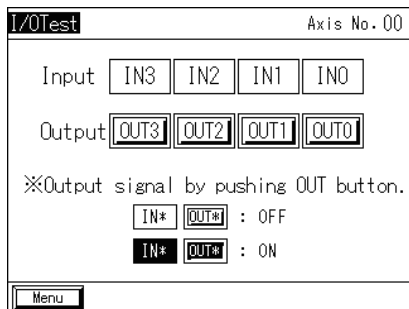 I/OTest Axis No.00
Input IN3 IN2 IN1 IN0
Output OUT3 OUT2 OUT1 OUT0
※Output signal by pushing OUT button.
IN* OUT* : OFF
IN* OUT* : ON
Menu